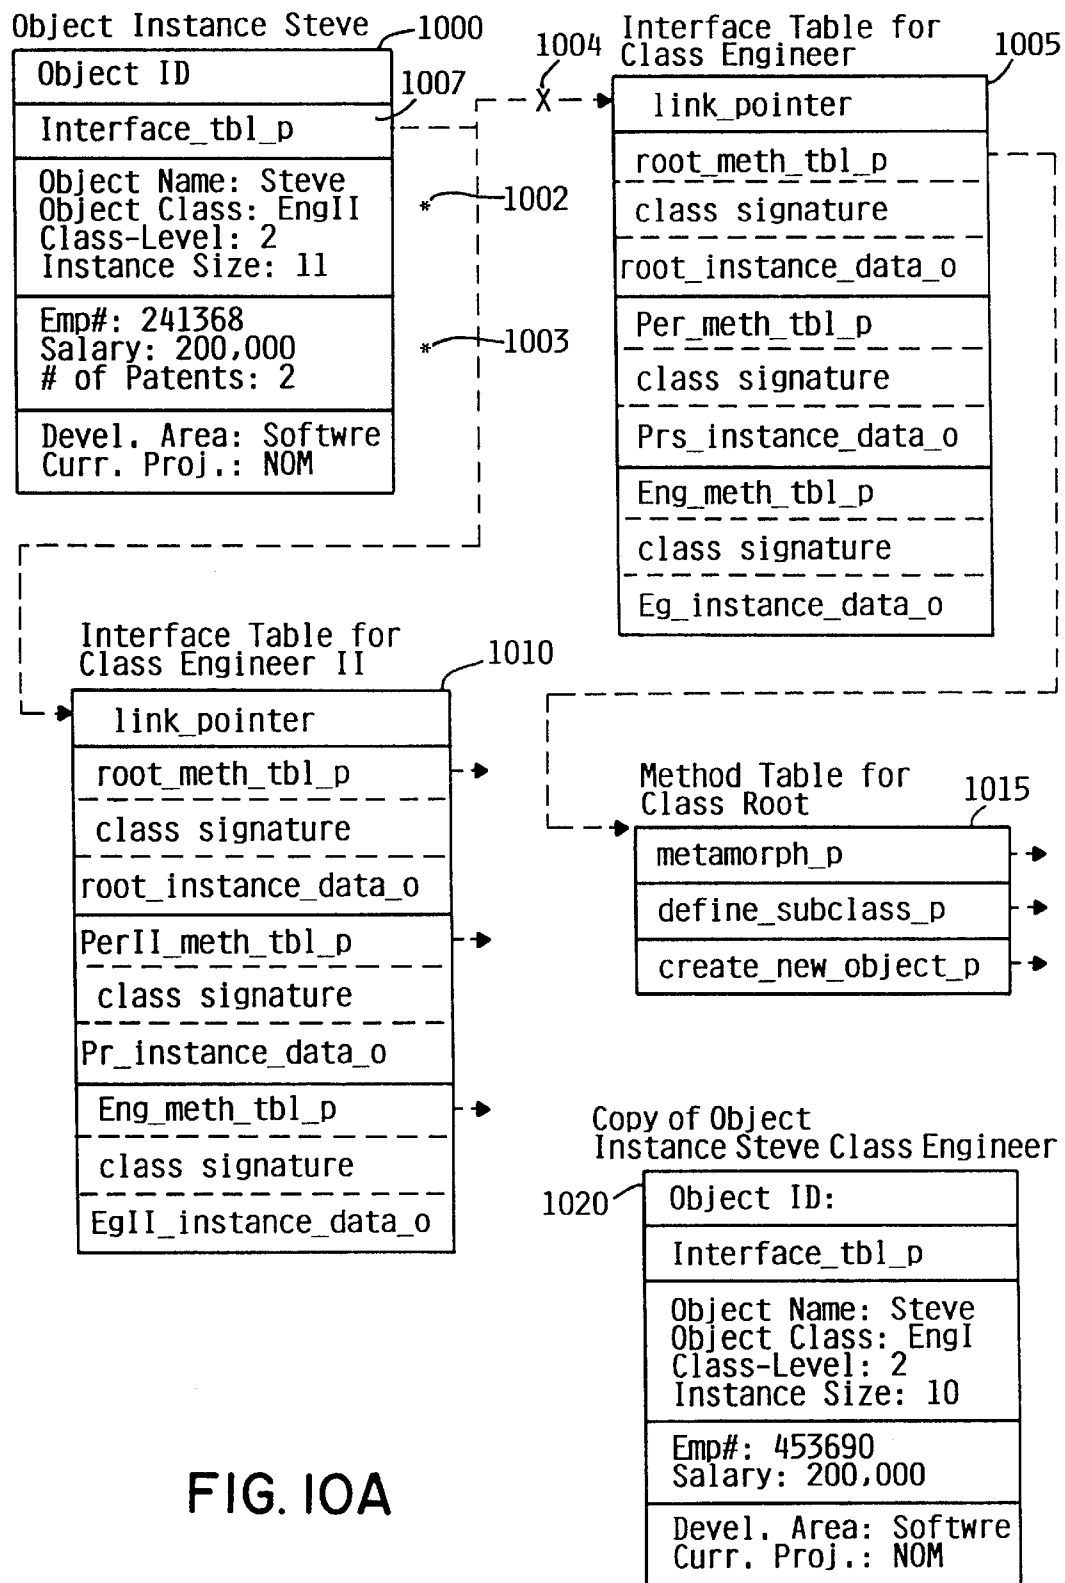 Object Instance Steve
1000
Object ID
1007
Interface_tbl_p
Object Name: Steve
Object Class: EngII
Class-Level: 2
Instance Size: 11
* 1002
Emp#: 241368
Salary: 200,000
# of Patents: 2
* 1003
Devel. Area: Softwre
Curr. Proj.: NOM
1004
X
Interface Table for
Class Engineer
1005
link_pointer
root_meth_tbl_p
class signature
root_instance_data_o
Per_meth_tbl_p
class signature
Prs_instance_data_o
Eng_meth_tbl_p
class signature
Eg_instance_data_o
Interface Table for
Class Engineer II
1010
link_pointer
root_meth_tbl_p
class signature
root_instance_data_o
PerII_meth_tbl_p
class signature
Pr_instance_data_o
Eng_meth_tbl_p
class signature
EgII_instance_data_o
Method Table for
Class Root
1015
metamorph_p
define_subclass_p
create_new_object_p
Copy of Object
Instance Steve Class Engineer
1020
Object ID:
Interface_tbl_p
Object Name: Steve
Object Class: EngI
Class-Level: 2
Instance Size: 10
Emp#: 453690
Salary: 200,000
Devel. Area: Softwre
Curr. Proj.: NOM
FIG. 10A